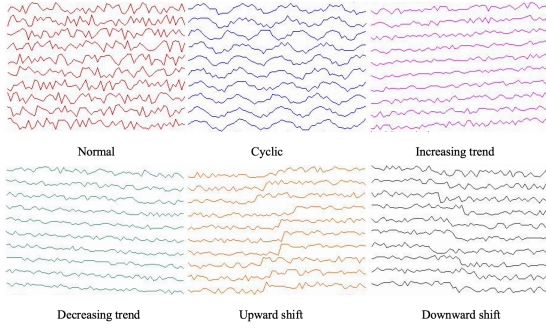 Normal
Cyclic
Increasing trend
Decreasing trend
Upward shift
Downward shift